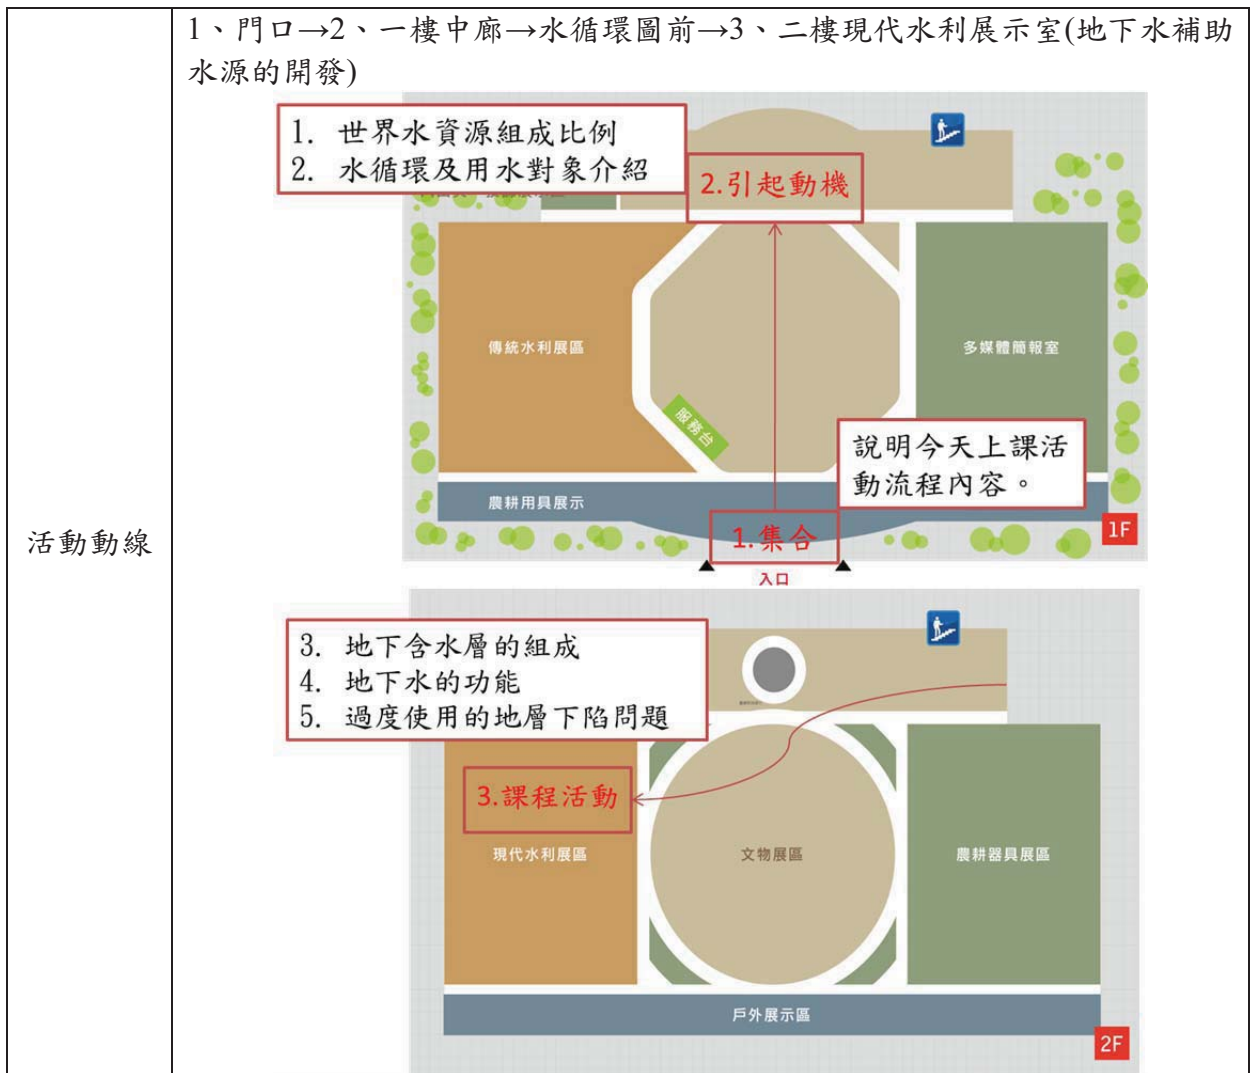 活動動線
1、門口→2、一樓中廊→水循環圖前→3、二樓現代水利展示室(地下水補助
水源的開發)
1. 世界水資源組成比例
2. 水循環及用水對象介紹
2.引起動機
傳統水利展區
多媒體簡報室
服務台
說明今天上課活
動流程內容。
農耕用具展示
1.集合
1F
入口
3. 地下含水層的組成
4. 地下水的功能
5. 過度使用的地層下陷問題
3.課程活動
現代水利展區
文物展區
農耕器具展區
戶外展示區
2F